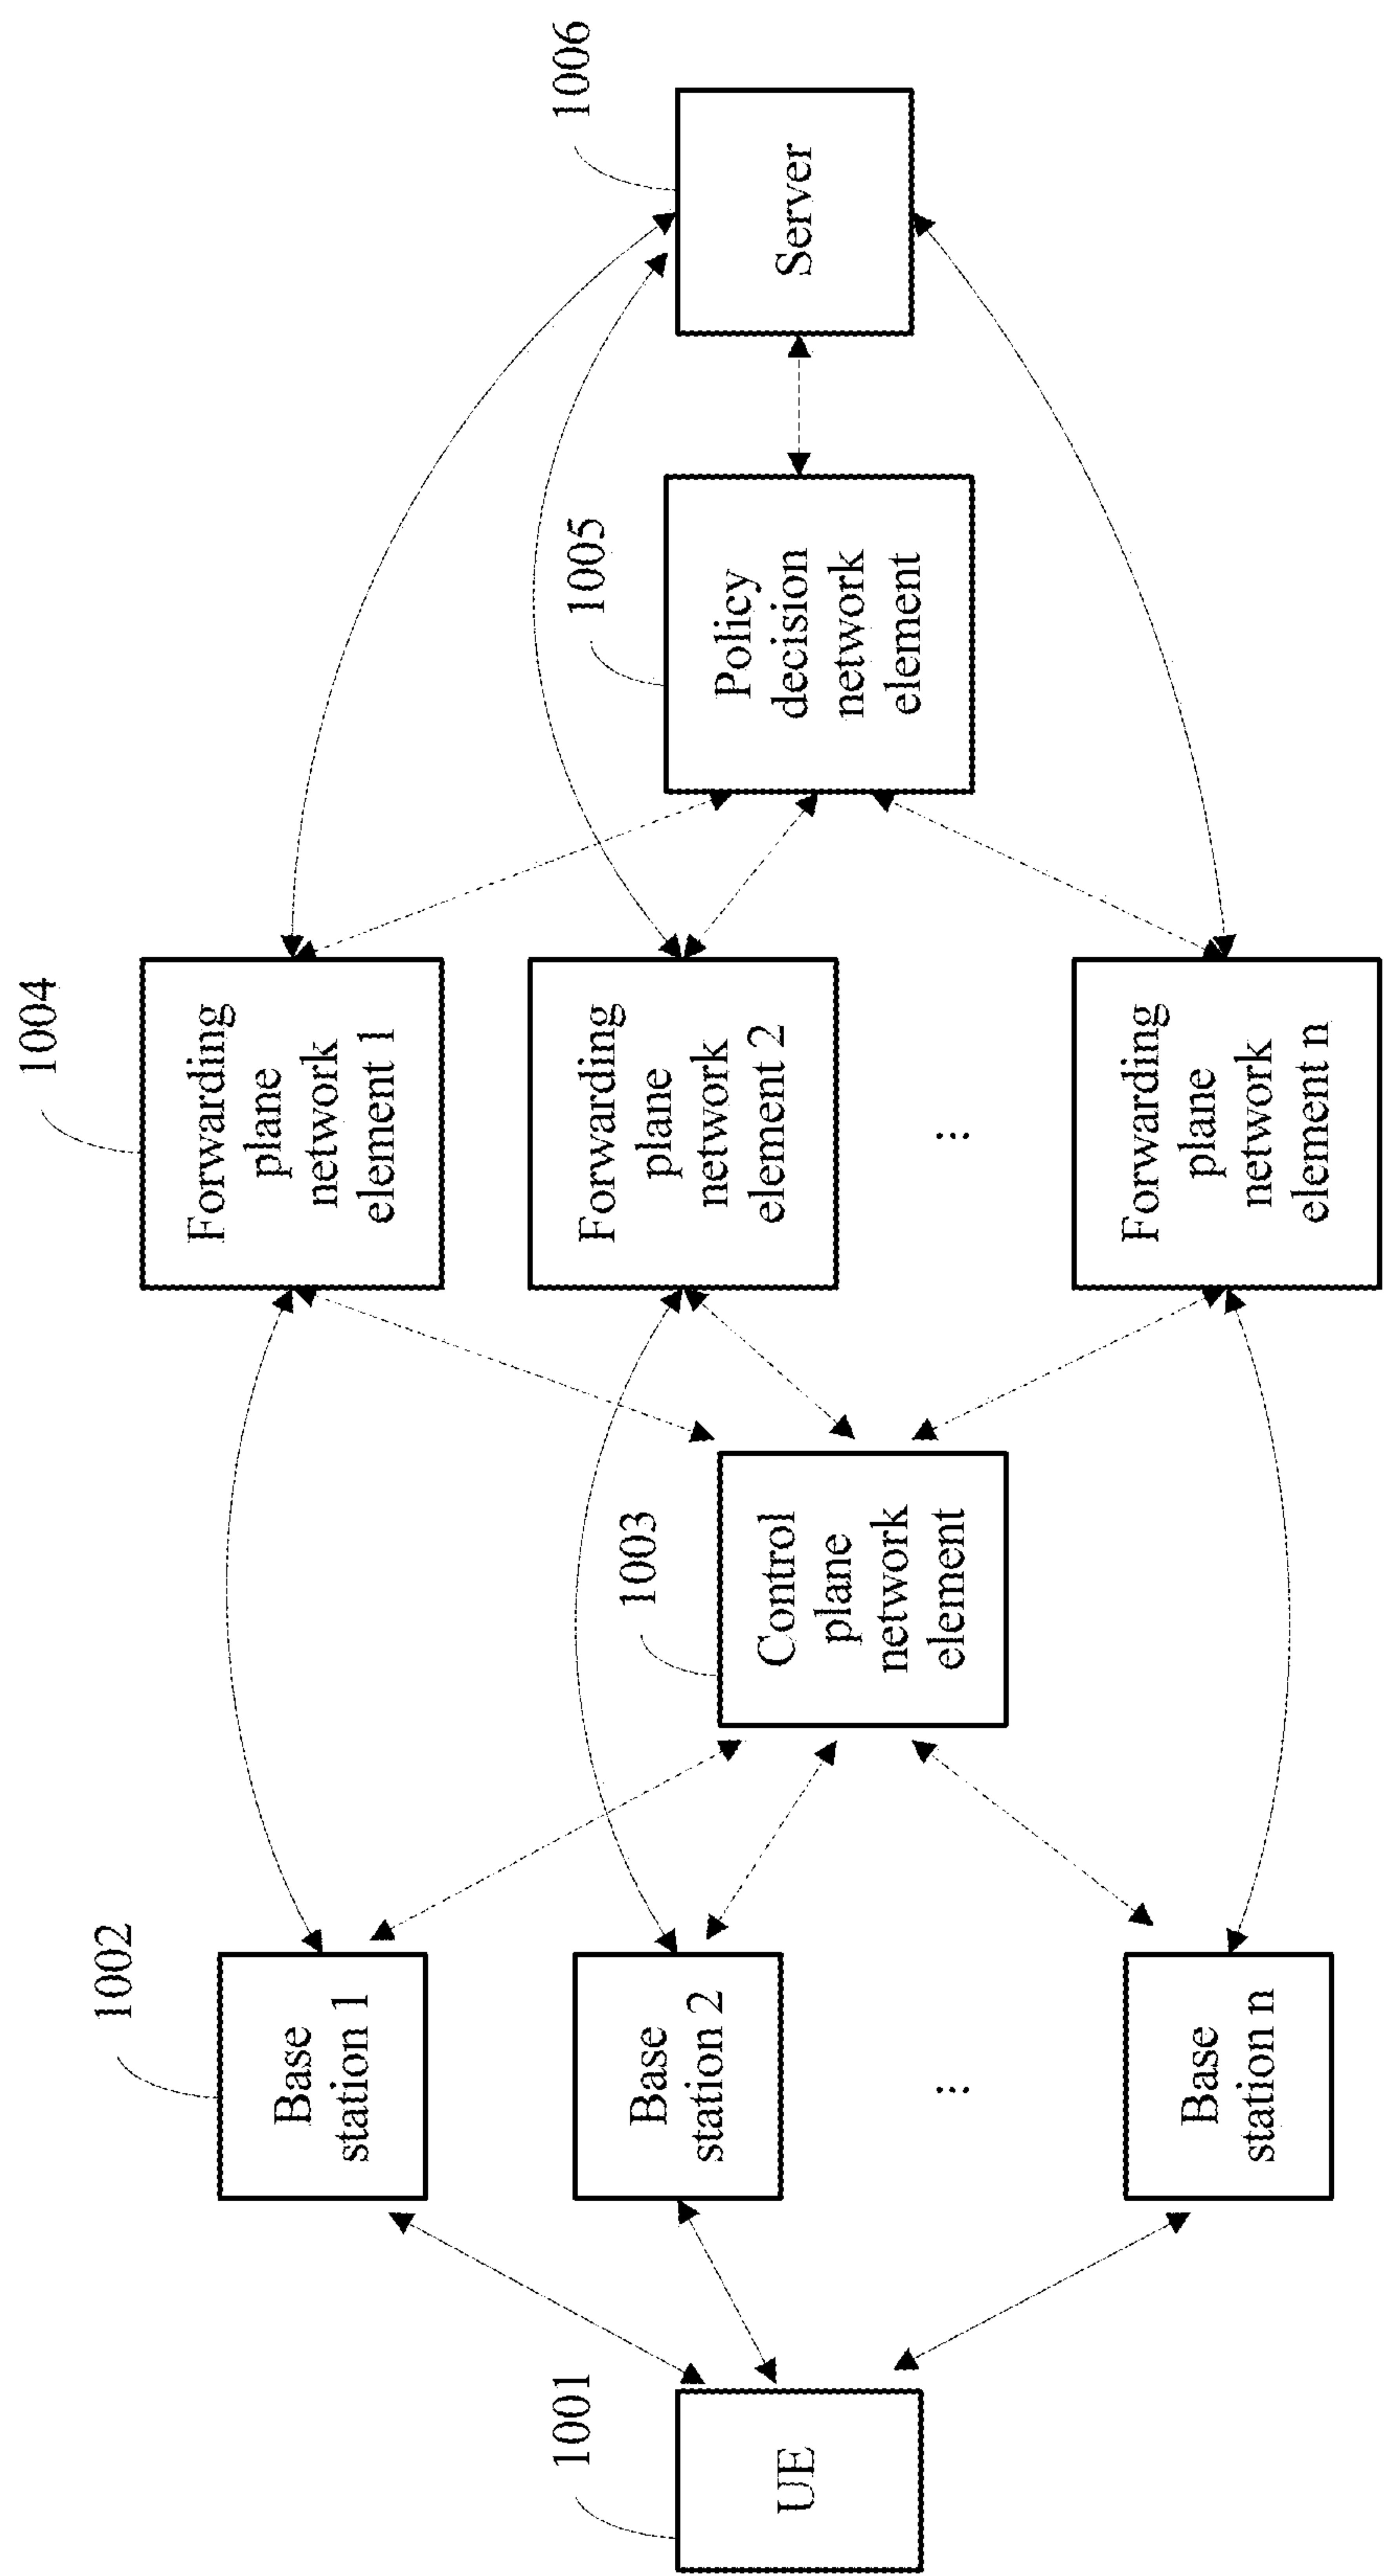 1001
UE
1002
Base
station 1
Base
station 2
...
Base
station n
1003
Control
plane
network
element
1004
Forwarding
plane
network
element 1
Forwarding
plane
network
element 2
...
Forwarding
plane
network
element n
1005
Policy
decision
network
element
1006
Server